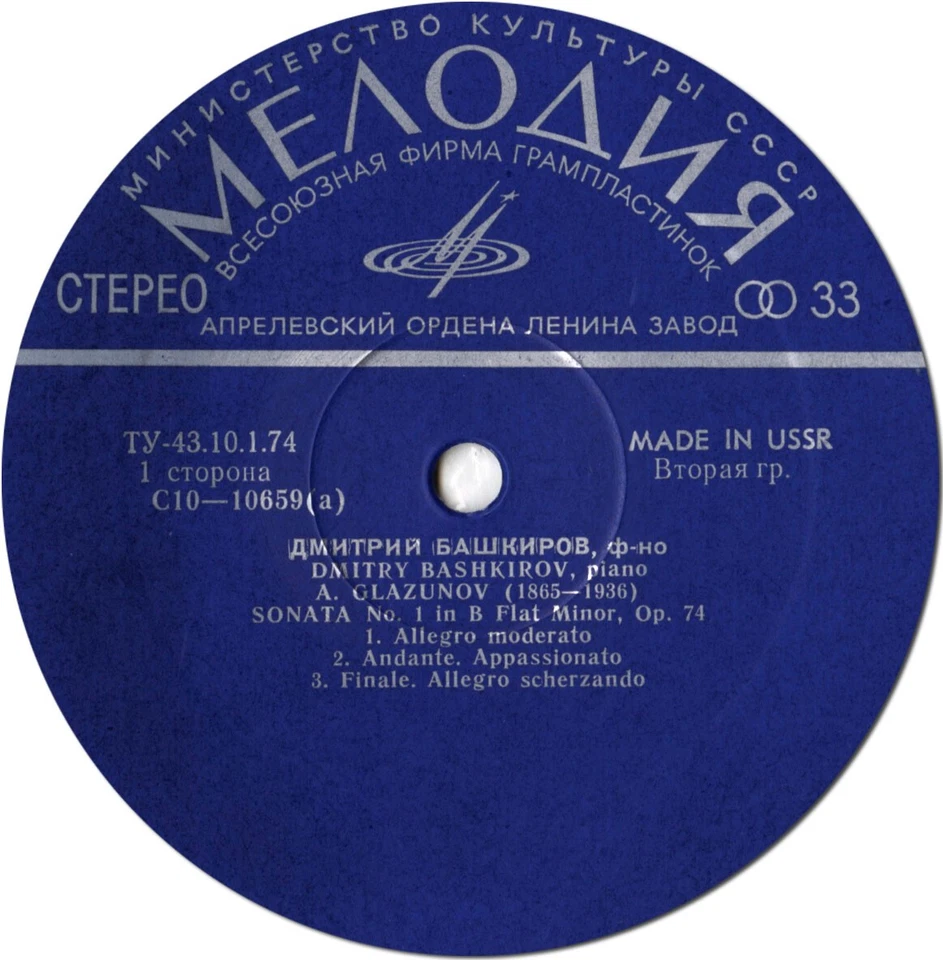 МИНИСТЕРСТВО КУЛЬТУРЫ СССР
МЕЛОДИЯ
ВСЕСОЮЗНАЯ ФИРМА ГРАМПЛАСТИНОК
СТЕРЕО
33
АПРЕЛЕВСКИЙ ОРДЕНА ЛЕНИНА ЗАВОД
ТУ-43.10.1.74
MADE IN USSR
1 сторона
Вторая гр.
С10—10659(а)
ДМИТРИЙ БАШКИРОВ, ф-но
DMITRY BASHKIROV, piano
A. GLAZUNOV (1865—1936)
SONATA No. 1 in B Flat Minor, Op. 74
1. Allegro moderato
2. Andante. Appassionato
3. Finale. Allegro scherzando